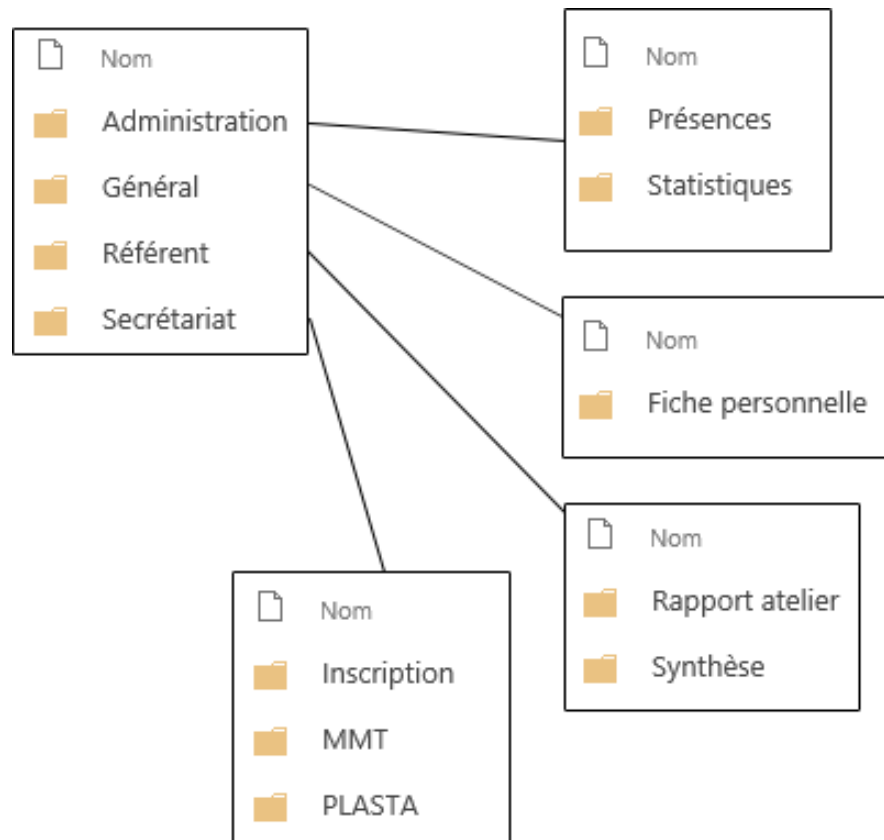 Nom
Administration
Général
Référent
Secrétariat
Nom
Présences
Statistiques
Nom
Fiche personnelle
Nom
Rapport atelier
Synthèse
Nom
Inscription
MMT
PLASTA